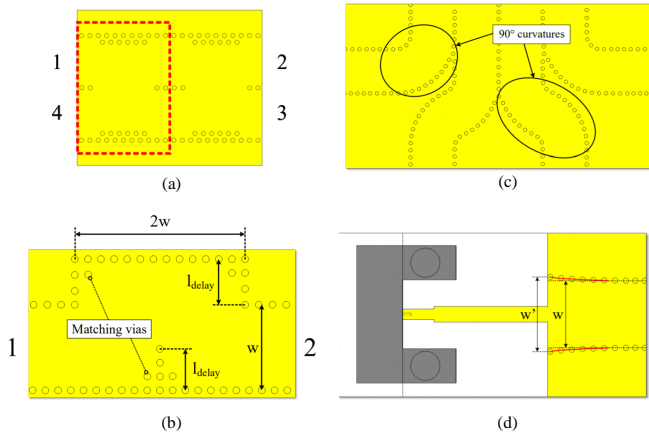 1
2
4
3
(a)
90° curvatures
(c)
2w
l_delay
Matching vias
w
l_delay
1
2
(b)
w'
w
(d)